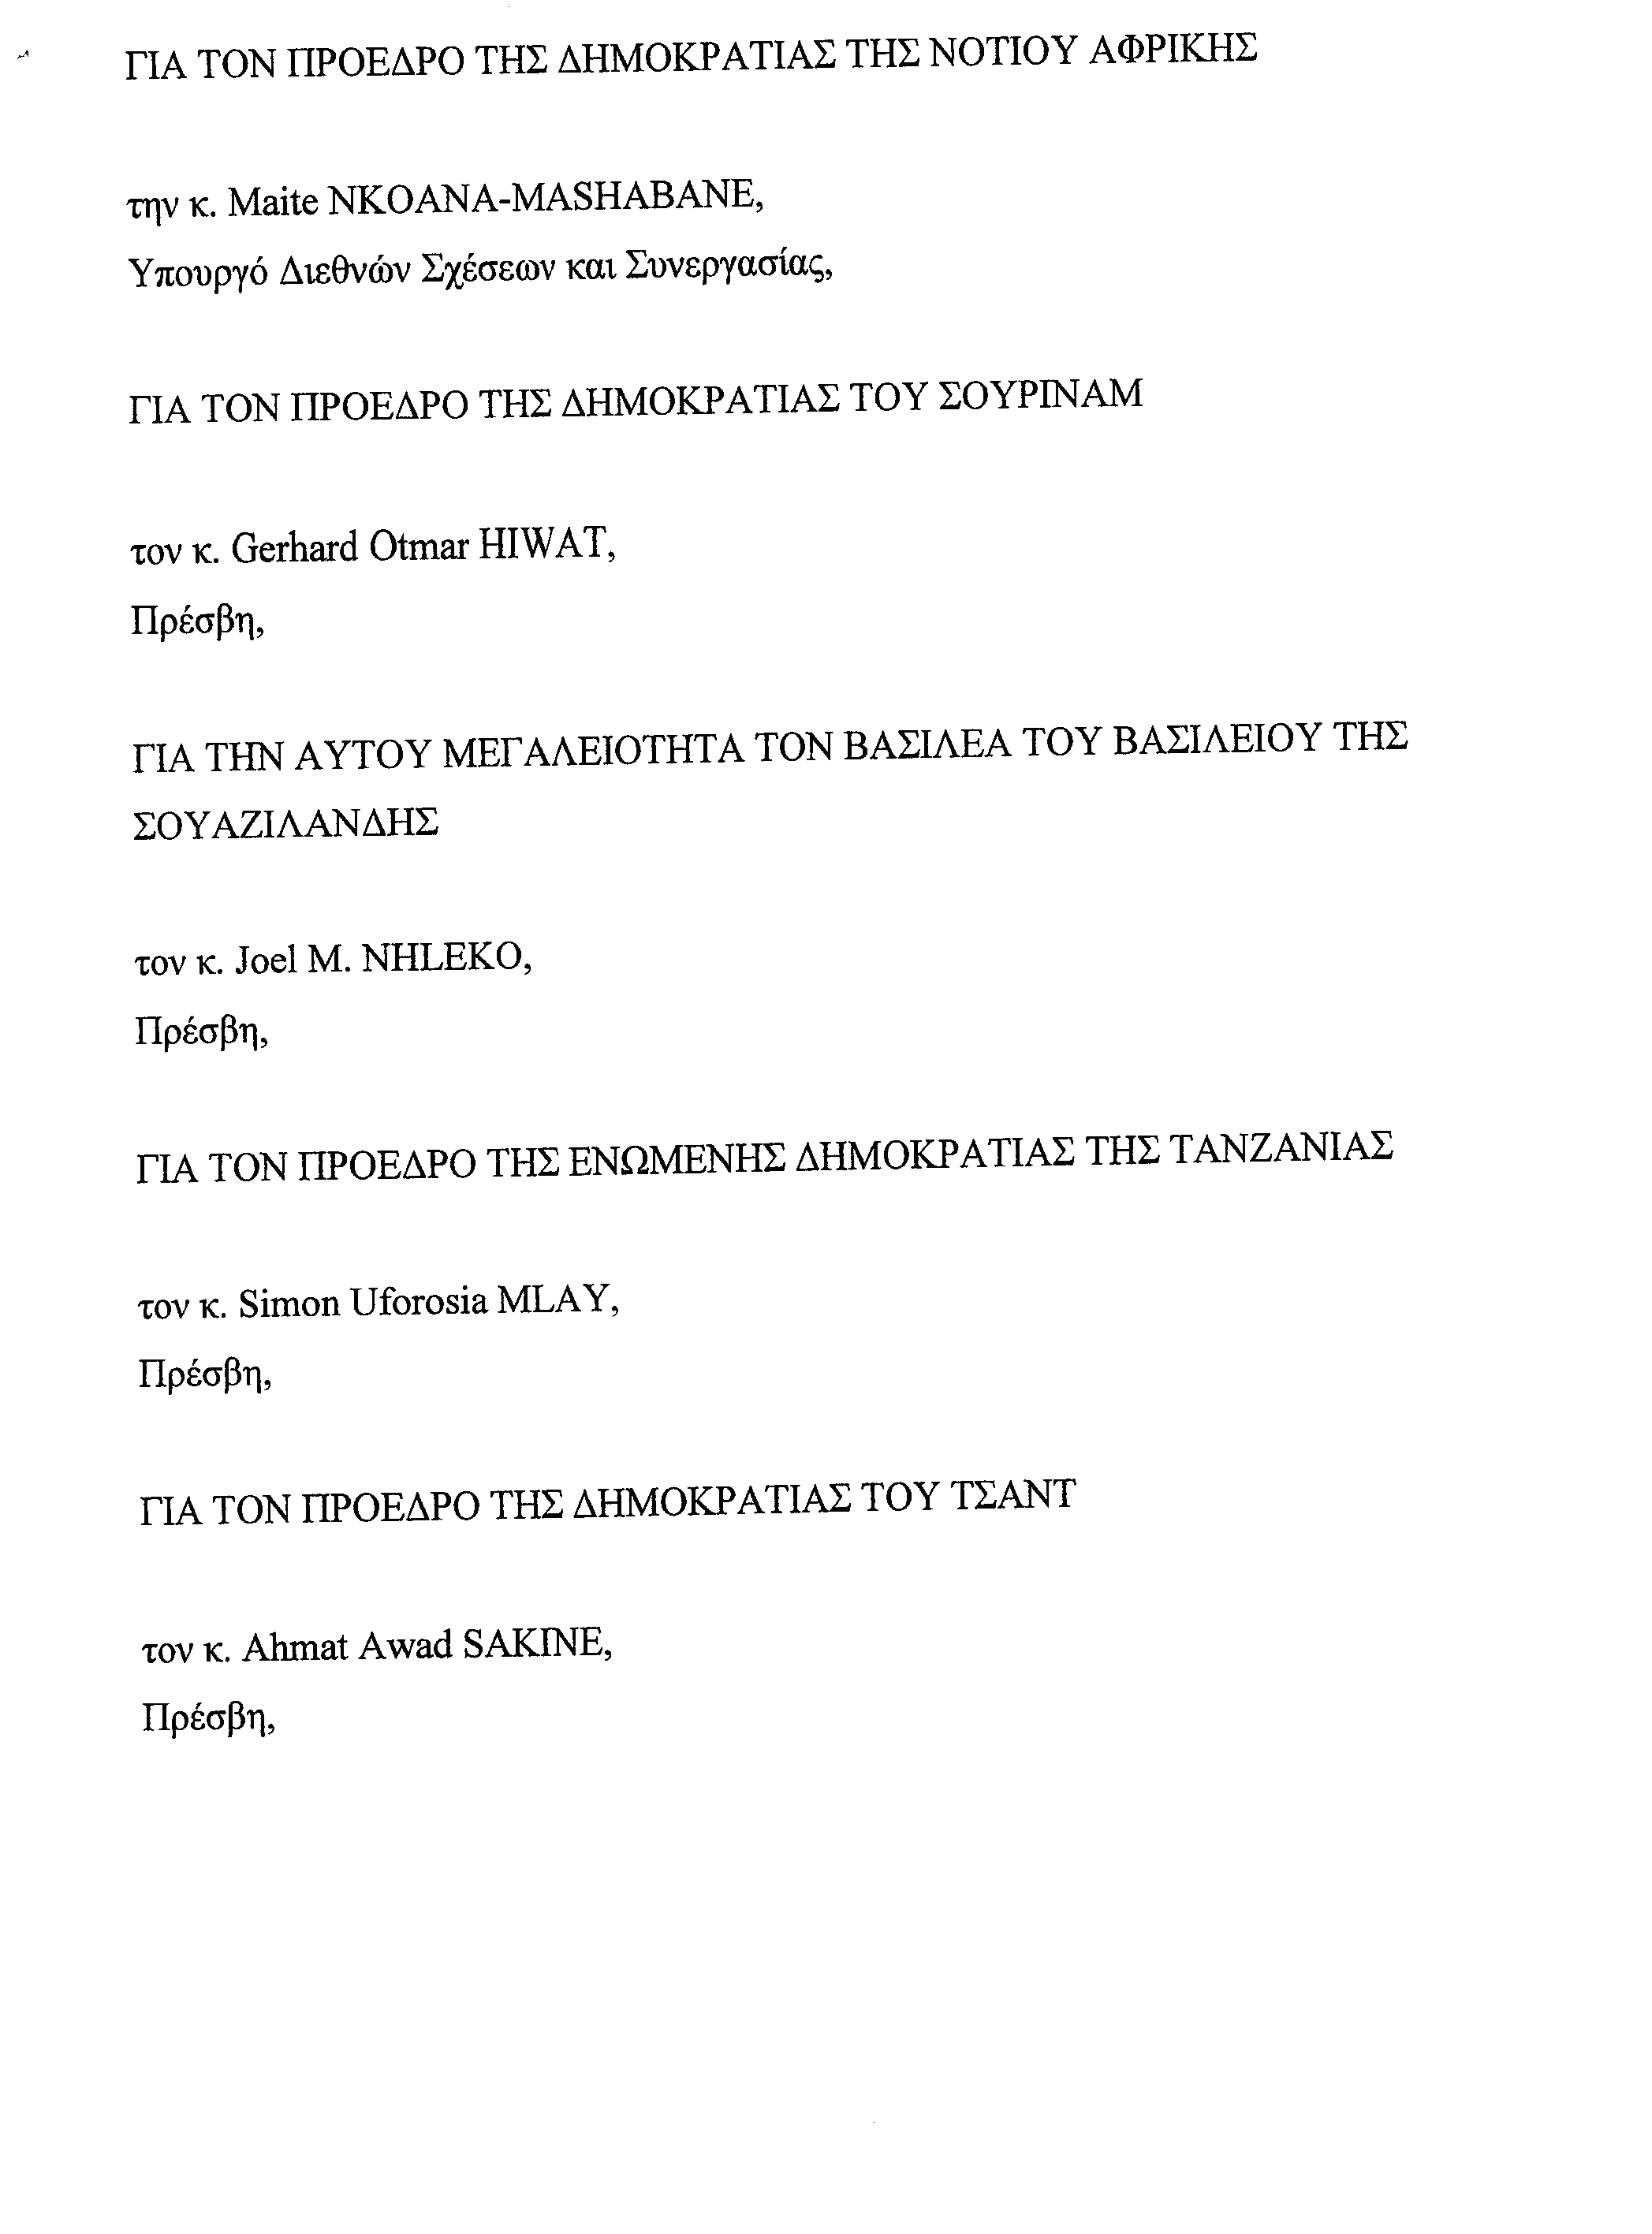 ΓΙΑ ΤΟΝ ΠΡΟΕΔΡΟ ΤΗΣ ΔΗΜΟΚΡΑΤΙΑΣ ΤΗΣ ΝΟΤΙΟΥ ΑΦΡΙΚΗΣ
την κ. Maite NKOANA-MASHABANE,
Υπουργό Διεθνών Σχέσεων και Συνεργασίας,
ΓΙΑ ΤΟΝ ΠΡΟΕΔΡΟ ΤΗΣ ΔΗΜΟΚΡΑΤΙΑΣ ΤΟΥ ΣΟΥΡΙΝΑΜ
τον κ. Gerhard Otmar HIWAT,
Πρέσβη,
ΓΙΑ ΤΗΝ ΑΥΤΟΥ ΜΕΓΑΛΕΙΟΤΗΤΑ ΤΟΝ ΒΑΣΙΛΕΑ ΤΟΥ ΒΑΣΙΛΕΙΟΥ ΤΗΣ
ΣΟΥΑΖΙΛΑΝΔΗΣ
τον κ. Joel M. NHLEKO,
Πρέσβη,
ΓΙΑ ΤΟΝ ΠΡΟΕΔΡΟ ΤΗΣ ΕΝΩΜΕΝΗΣ ΔΗΜΟΚΡΑΤΙΑΣ ΤΗΣ ΤΑΝΖΑΝΙΑΣ
τον κ. Simon Uforosia MLAY,
Πρέσβη,
ΓΙΑ ΤΟΝ ΠΡΟΕΔΡΟ ΤΗΣ ΔΗΜΟΚΡΑΤΙΑΣ ΤΟΥ ΤΣΑΝΤ
τον κ. Ahmat Awad SAKINE,
Πρέσβη,